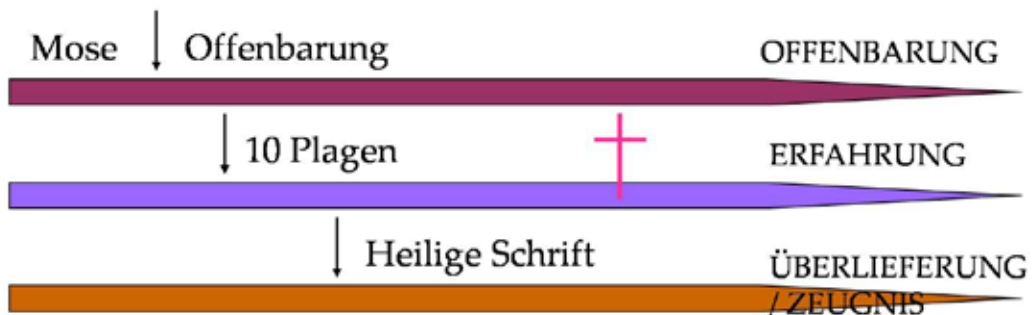 Mose Offenbarung
OFFENBARUNG
10 Plagen
ERFAHRUNG
Heilige Schrift
ÜBERLIEFERUNG
/ ZEUGNIS